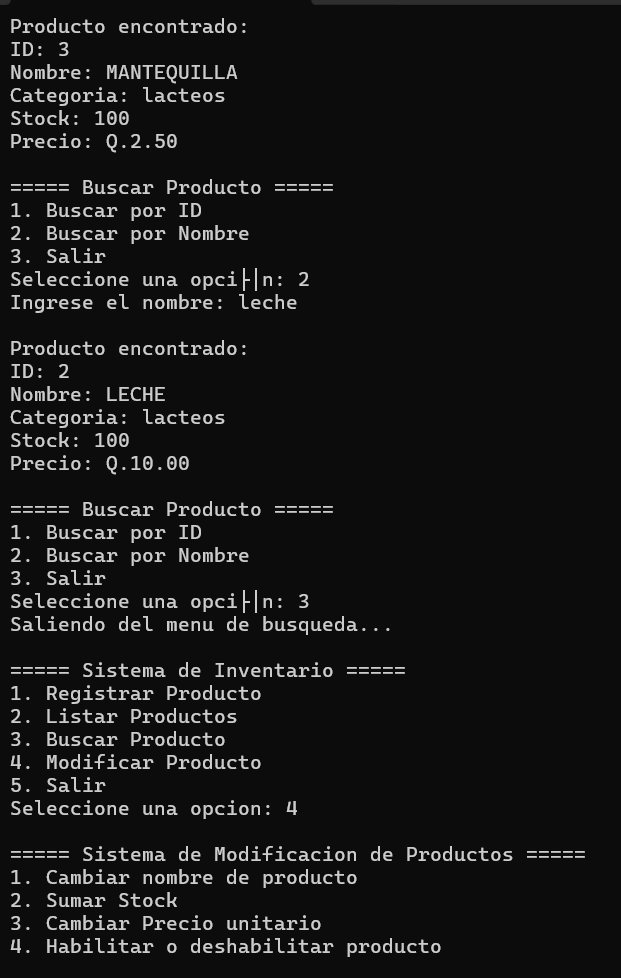 Producto encontrado:
ID: 3
Nombre: MANTEQUILLA
Categoria: lacteos
Stock: 100
Precio: Q.2.50
===== Buscar Producto =====
1. Buscar por ID
2. Buscar por Nombre
3. Salir
Seleccione una opci├│n: 2
Ingrese el nombre: leche
Producto encontrado:
ID: 2
Nombre: LECHE
Categoria: lacteos
Stock: 100
Precio: Q.10.00
===== Buscar Producto =====
1. Buscar por ID
2. Buscar por Nombre
3. Salir
Seleccione una opci├│n: 3
Saliendo del menu de busqueda...
===== Sistema de Inventario =====
1. Registrar Producto
2. Listar Productos
3. Buscar Producto
4. Modificar Producto
5. Salir
Seleccione una opcion: 4
===== Sistema de Modificacion de Productos =====
1. Cambiar nombre de producto
2. Sumar Stock
3. Cambiar Precio unitario
4. Habilitar o deshabilitar producto